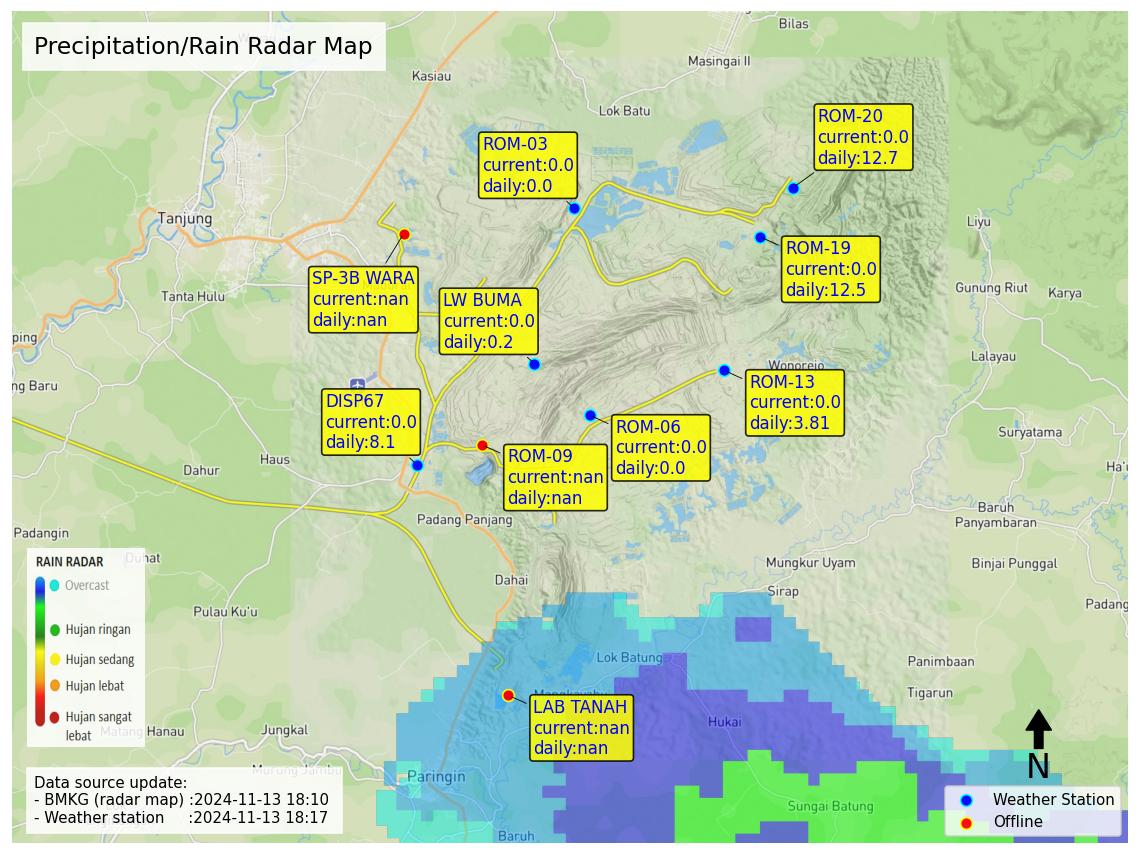 Precipitation/Rain Radar Map
Bilas
Masingai II
Kasiau
Lok Batu
ROM-20
current:0.0
daily:12.7
ROM-03
current:0.0
daily:0.0
Tanjung
Liyu
ROM-19
current:0.0
daily:12.5
SP-3B WARA
current:nan
daily:nan
Tanta Hulu
LW BUMA
current:0.0
daily:0.2
Gunung Riut
Karya
ping
Lalayau
Wonorejo
ng Baru
ROM-13
current:0.0
daily:3.81
DISP67
current:0.0
daily:8.1
ROM-06
current:0.0
daily:0.0
Suryatama
ROM-09
current:nan
daily:nan
Haus
Dahur
Ha'u
Baruh
Panyambaran
Padang Panjang
Padangin
Duhat
Mungkur Uyam
Binjai Punggal
RAIN RADAR
Overcast
Hujan ringan
Hujan sedang
Hujan lebat
Hujan sangat
lebat
Dahai
Sirap
Padang
Pulau Ku'u
Lok Batung
Panimbaan
Tigarun
LAB TANAH
current:nan
daily:nan
Hukai
Matang Hanau
Jungkal
Murung Jambu
Paringin
Sungai Batung
Baruh
Data source update:
- BMKG (radar map) :2024-11-13 18:10
- Weather station :2024-11-13 18:17
N
Weather Station
Offline